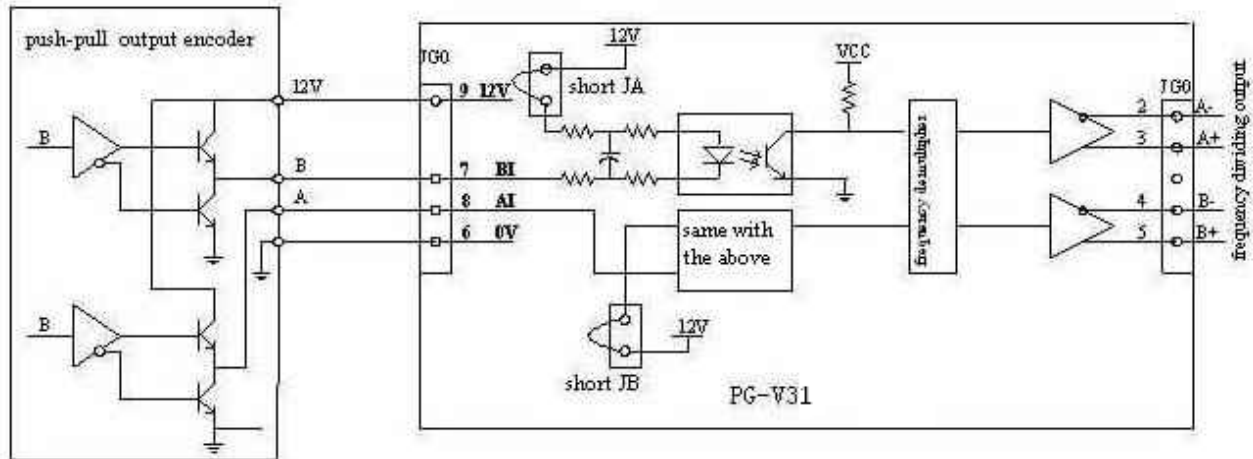 push-pull output encoder
B
B
12V
B
A
JG0
9 12V
7 BI
8 AI
6 0V
12V
short JA
VCC
same with
the above
12V
short JB
frequency demultiplier
PG-V31
JG0
2 A-
3 A+
4 B-
5 B+
frequency dividing output